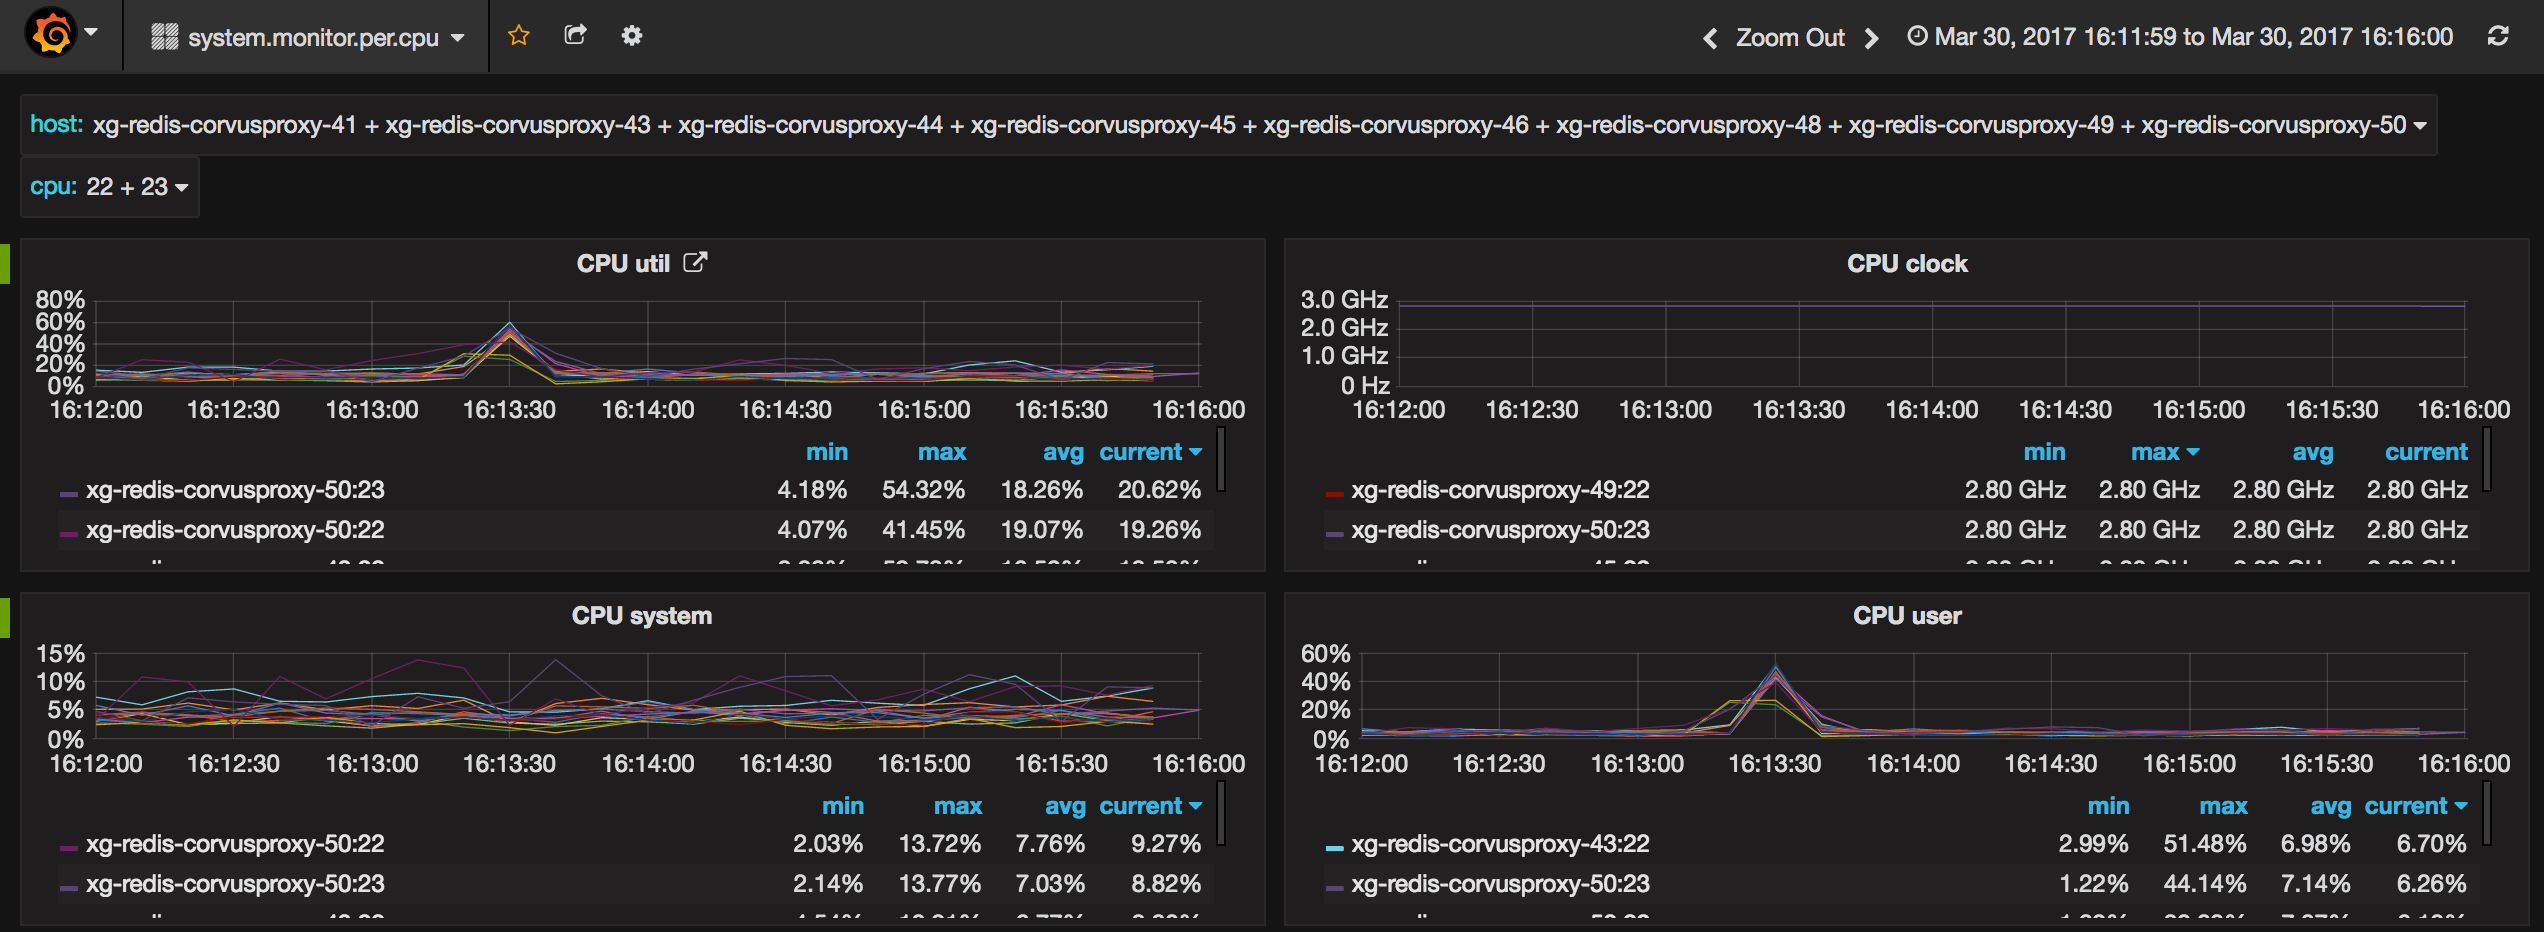 system.monitor.per.cpu Zoom Out Mar 30, 2017 16:11:59 to Mar 30, 2017 16:16:00
host: xg-redis-corvusproxy-41 + xg-redis-corvusproxy-43 + xg-redis-corvusproxy-44 + xg-redis-corvusproxy-45 + xg-redis-corvusproxy-46 + xg-redis-corvusproxy-48 + xg-redis-corvusproxy-49 + xg-redis-corvusproxy-50
cpu: 22 + 23
CPU util
80%
60%
40%
20%
0%
16:12:00 16:12:30 16:13:00 16:13:30 16:14:00 16:14:30 16:15:00 16:15:30 16:16:00
min max avg current
xg-redis-corvusproxy-50:23 4.18% 54.32% 18.26% 20.62%
xg-redis-corvusproxy-50:22 4.07% 41.45% 19.07% 19.26%
CPU clock
3.0 GHz
2.0 GHz
1.0 GHz
0 Hz
16:12:00 16:12:30 16:13:00 16:13:30 16:14:00 16:14:30 16:15:00 16:15:30 16:16:00
min max avg current
xg-redis-corvusproxy-49:22 2.80 GHz 2.80 GHz 2.80 GHz 2.80 GHz
xg-redis-corvusproxy-50:23 2.80 GHz 2.80 GHz 2.80 GHz 2.80 GHz
CPU system
15%
10%
5%
0%
16:12:00 16:12:30 16:13:00 16:13:30 16:14:00 16:14:30 16:15:00 16:15:30 16:16:00
min max avg current
xg-redis-corvusproxy-50:22 2.03% 13.72% 7.76% 9.27%
xg-redis-corvusproxy-50:23 2.14% 13.77% 7.03% 8.82%
CPU user
60%
40%
20%
0%
16:12:00 16:12:30 16:13:00 16:13:30 16:14:00 16:14:30 16:15:00 16:15:30 16:16:00
min max avg current
xg-redis-corvusproxy-43:22 2.99% 51.48% 6.98% 6.70%
xg-redis-corvusproxy-50:23 1.22% 44.14% 7.14% 6.26%